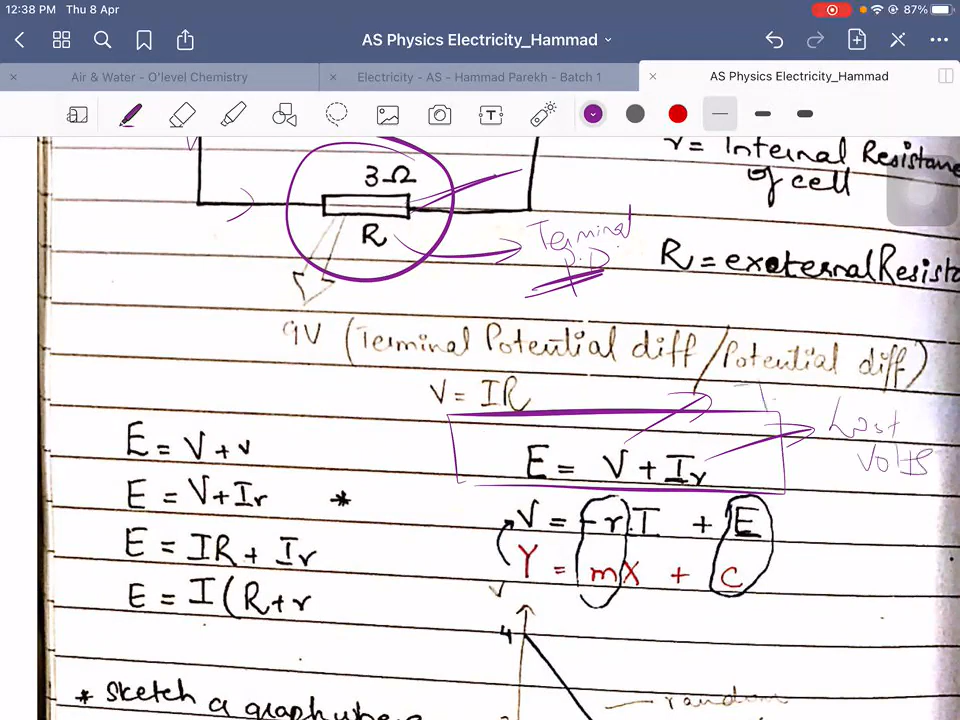 12:38 PM Thu 8 Apr
87%
AS Physics Electricity_Hammad
Air & Water - O'level Chemistry
Electricity - AS - Hammad Parekh - Batch 1
AS Physics Electricity_Hammad
r = Internal Resistan
of cell
3Ω
R
Terminal
P.D
R = exeternal Resist
9V (Terminal Potential diff / Potential diff)
V = IR
Lost
Volts
E = V + v
E = V + Ir
E = V + Ir *
V = -r I + E
E = IR + Ir
Y = mX + C
E = I(R+r
V
4
* Sketch a graph
random